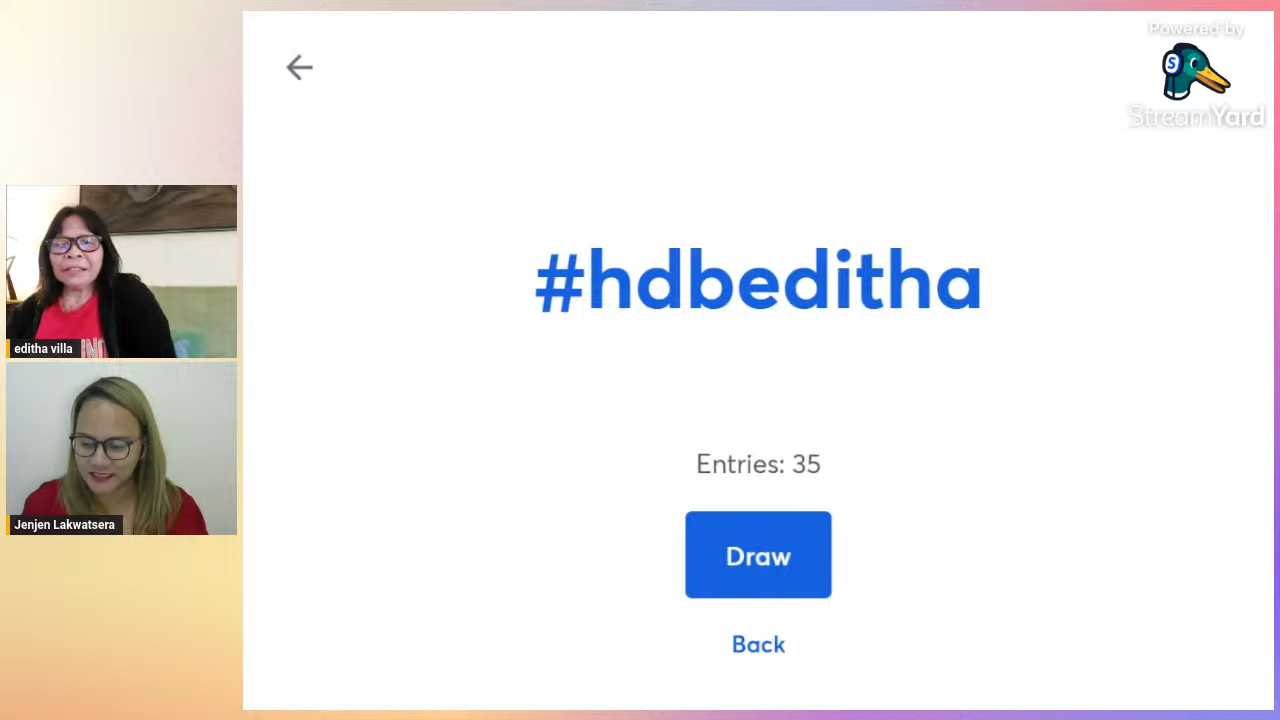 Powered by
StreamYard
#hdbeditha
Entries: 35
Draw
Back
editha villa
Jenjen Lakwatsera